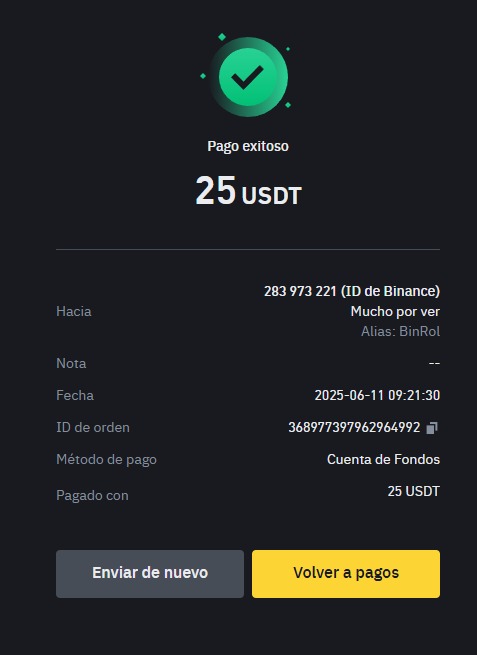 Pago exitoso
25 USDT
Hacia
283 973 221 (ID de Binance)
Mucho por ver
Alias: BinRol
Nota
--
Fecha
2025-06-11 09:21:30
ID de orden
368977397962964992
Método de pago
Cuenta de Fondos
Pagado con
25 USDT
Enviar de nuevo
Volver a pagos